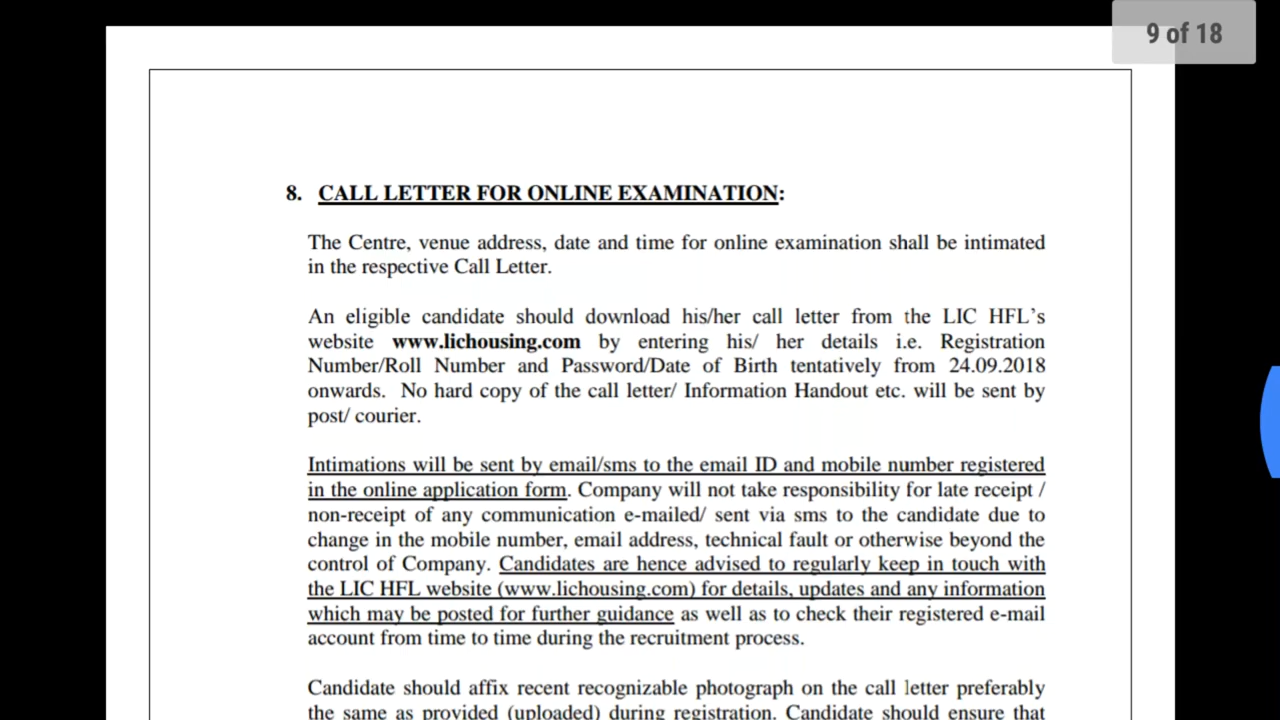 9 of 18
8. CALL LETTER FOR ONLINE EXAMINATION:
The Centre, venue address, date and time for online examination shall be intimated
in the respective Call Letter.
An eligible candidate should download his/her call letter from the LIC HFL’s
website www.lichousing.com by entering his/ her details i.e. Registration
Number/Roll Number and Password/Date of Birth tentatively from 24.09.2018
onwards. No hard copy of the call letter/ Information Handout etc. will be sent by
post/ courier.
Intimations will be sent by email/sms to the email ID and mobile number registered
in the online application form. Company will not take responsibility for late receipt /
non-receipt of any communication e-mailed/ sent via sms to the candidate due to
change in the mobile number, email address, technical fault or otherwise beyond the
control of Company. Candidates are hence advised to regularly keep in touch with
the LIC HFL website (www.lichousing.com) for details, updates and any information
which may be posted for further guidance as well as to check their registered e-mail
account from time to time during the recruitment process.
Candidate should affix recent recognizable photograph on the call letter preferably
the same as provided (uploaded) during registration. Candidate should ensure that